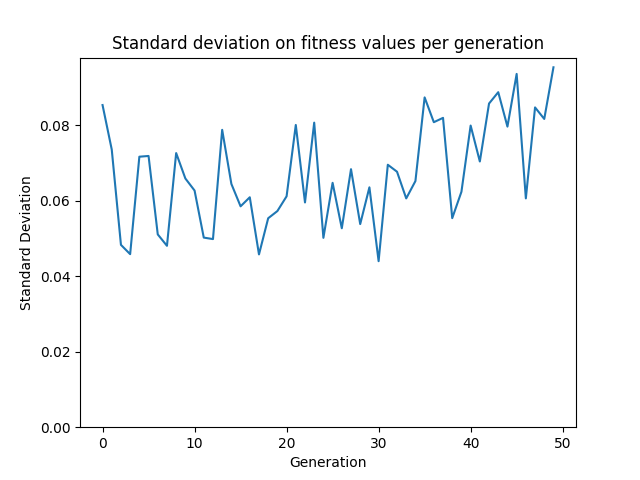 Standard deviation on fitness values per generation
Standard Deviation
0.08
0.06
0.04
0.02
0.00
0 10 20 30 40 50
Generation